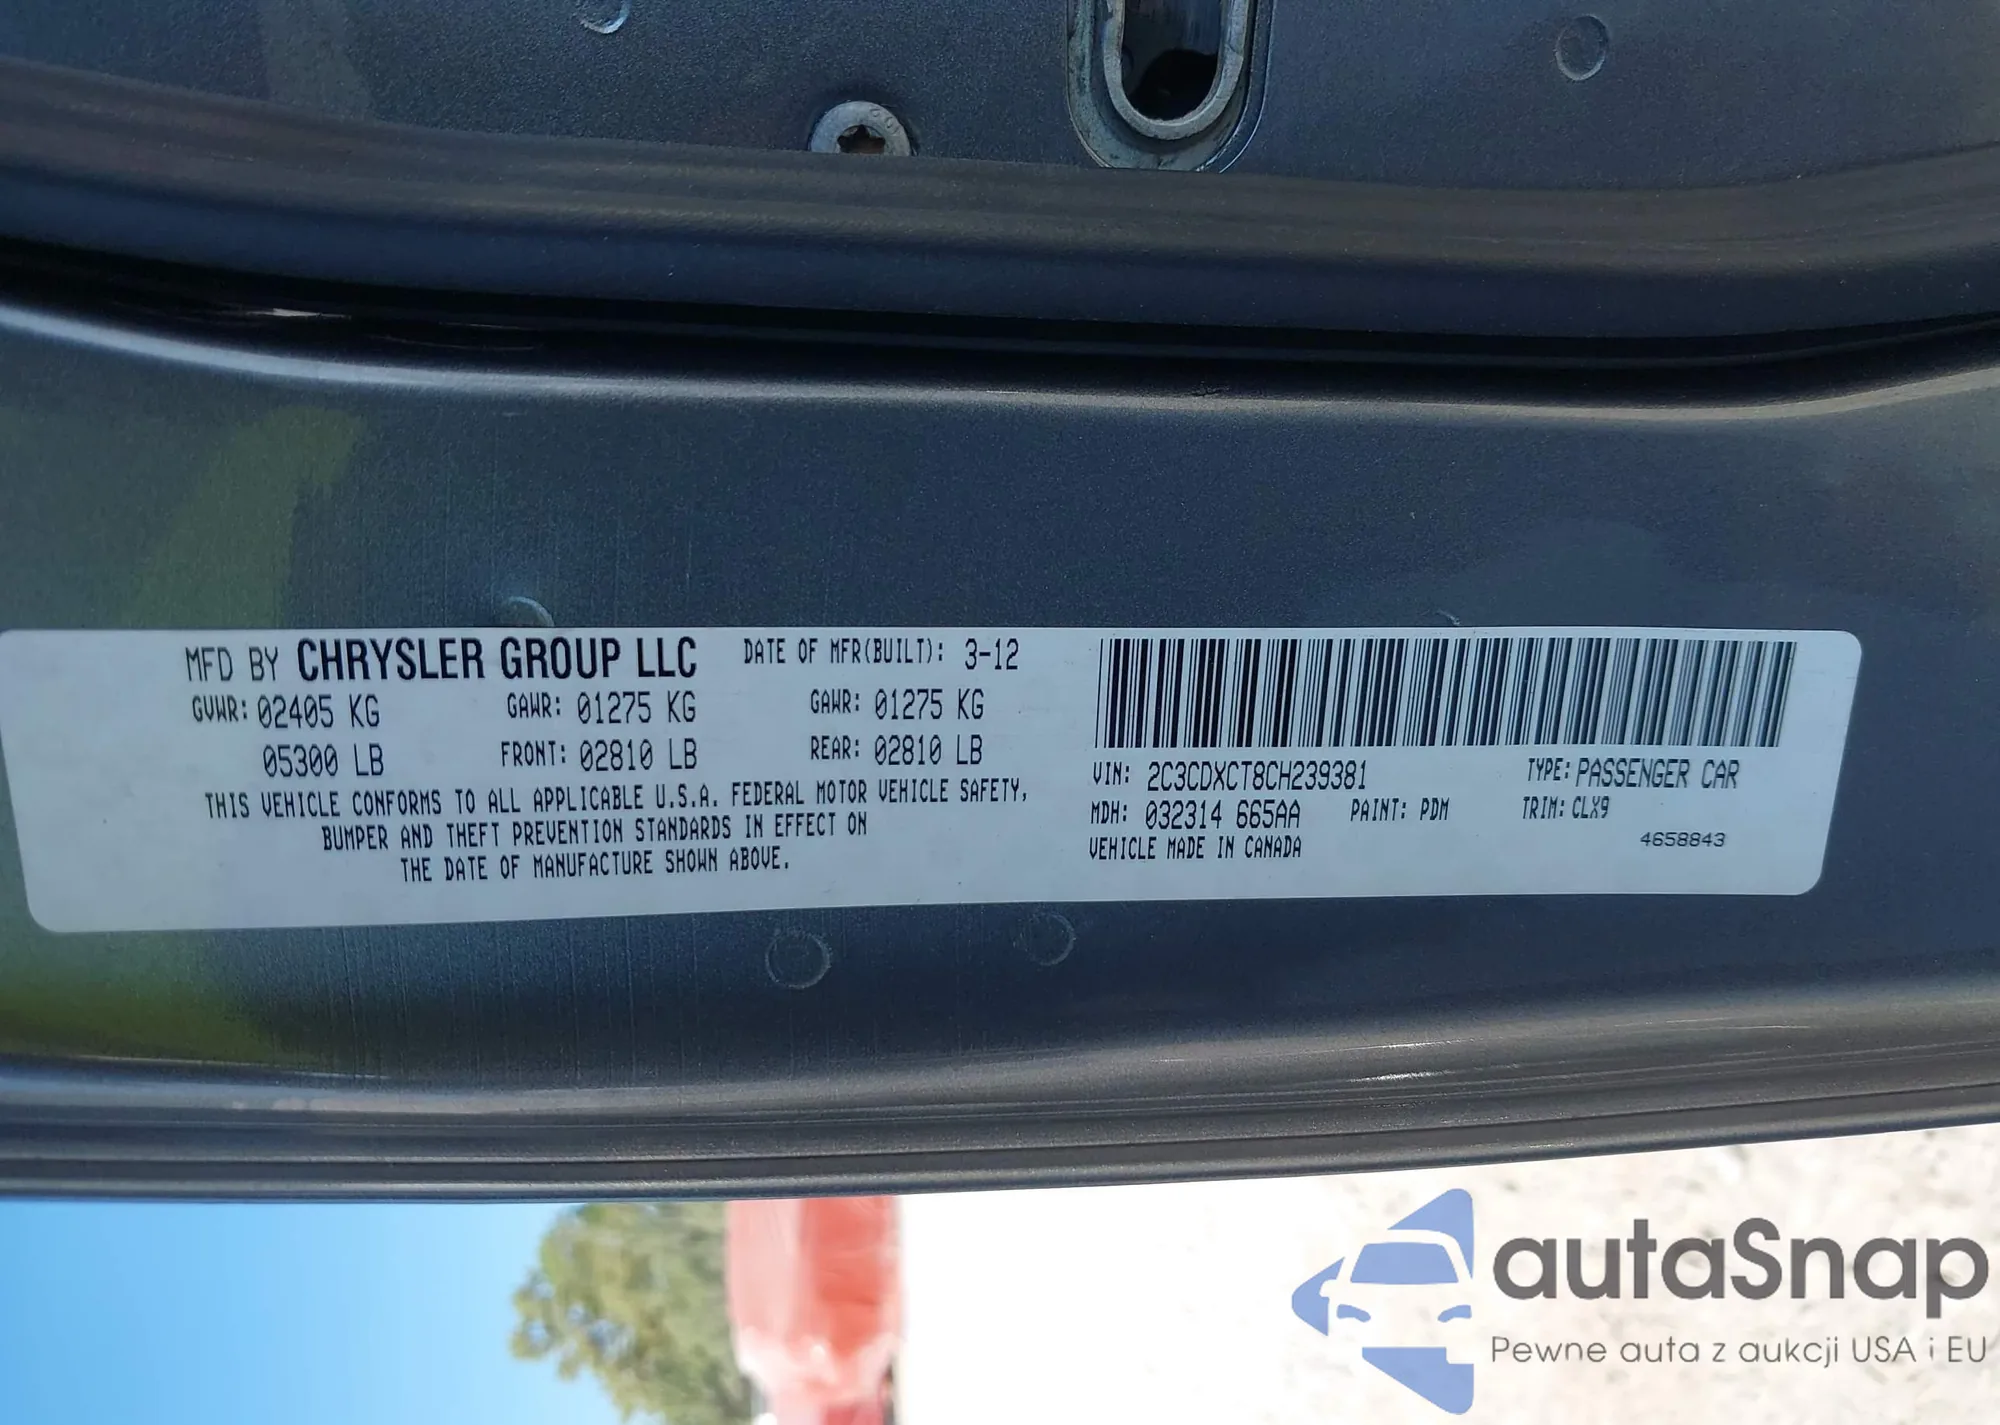 MFD BY CHRYSLER GROUP LLC DATE OF MFR(BUILT): 3-12
GVWR: 02405 KG GAWR: 01275 KG GAWR: 01275 KG
05300 LB FRONT: 02810 LB REAR: 02810 LB
THIS VEHICLE CONFORMS TO ALL APPLICABLE U.S.A. FEDERAL MOTOR VEHICLE SAFETY,
BUMPER AND THEFT PREVENTION STANDARDS IN EFFECT ON
THE DATE OF MANUFACTURE SHOWN ABOVE.
VIN: 2C3CDXCT8CH239381 TYPE: PASSENGER CAR
MDH: 032314 665AA PAINT: PDM TRIM: CLX9
VEHICLE MADE IN CANADA 4658843
autaSnap
Pewne auta z aukcji USA i EU